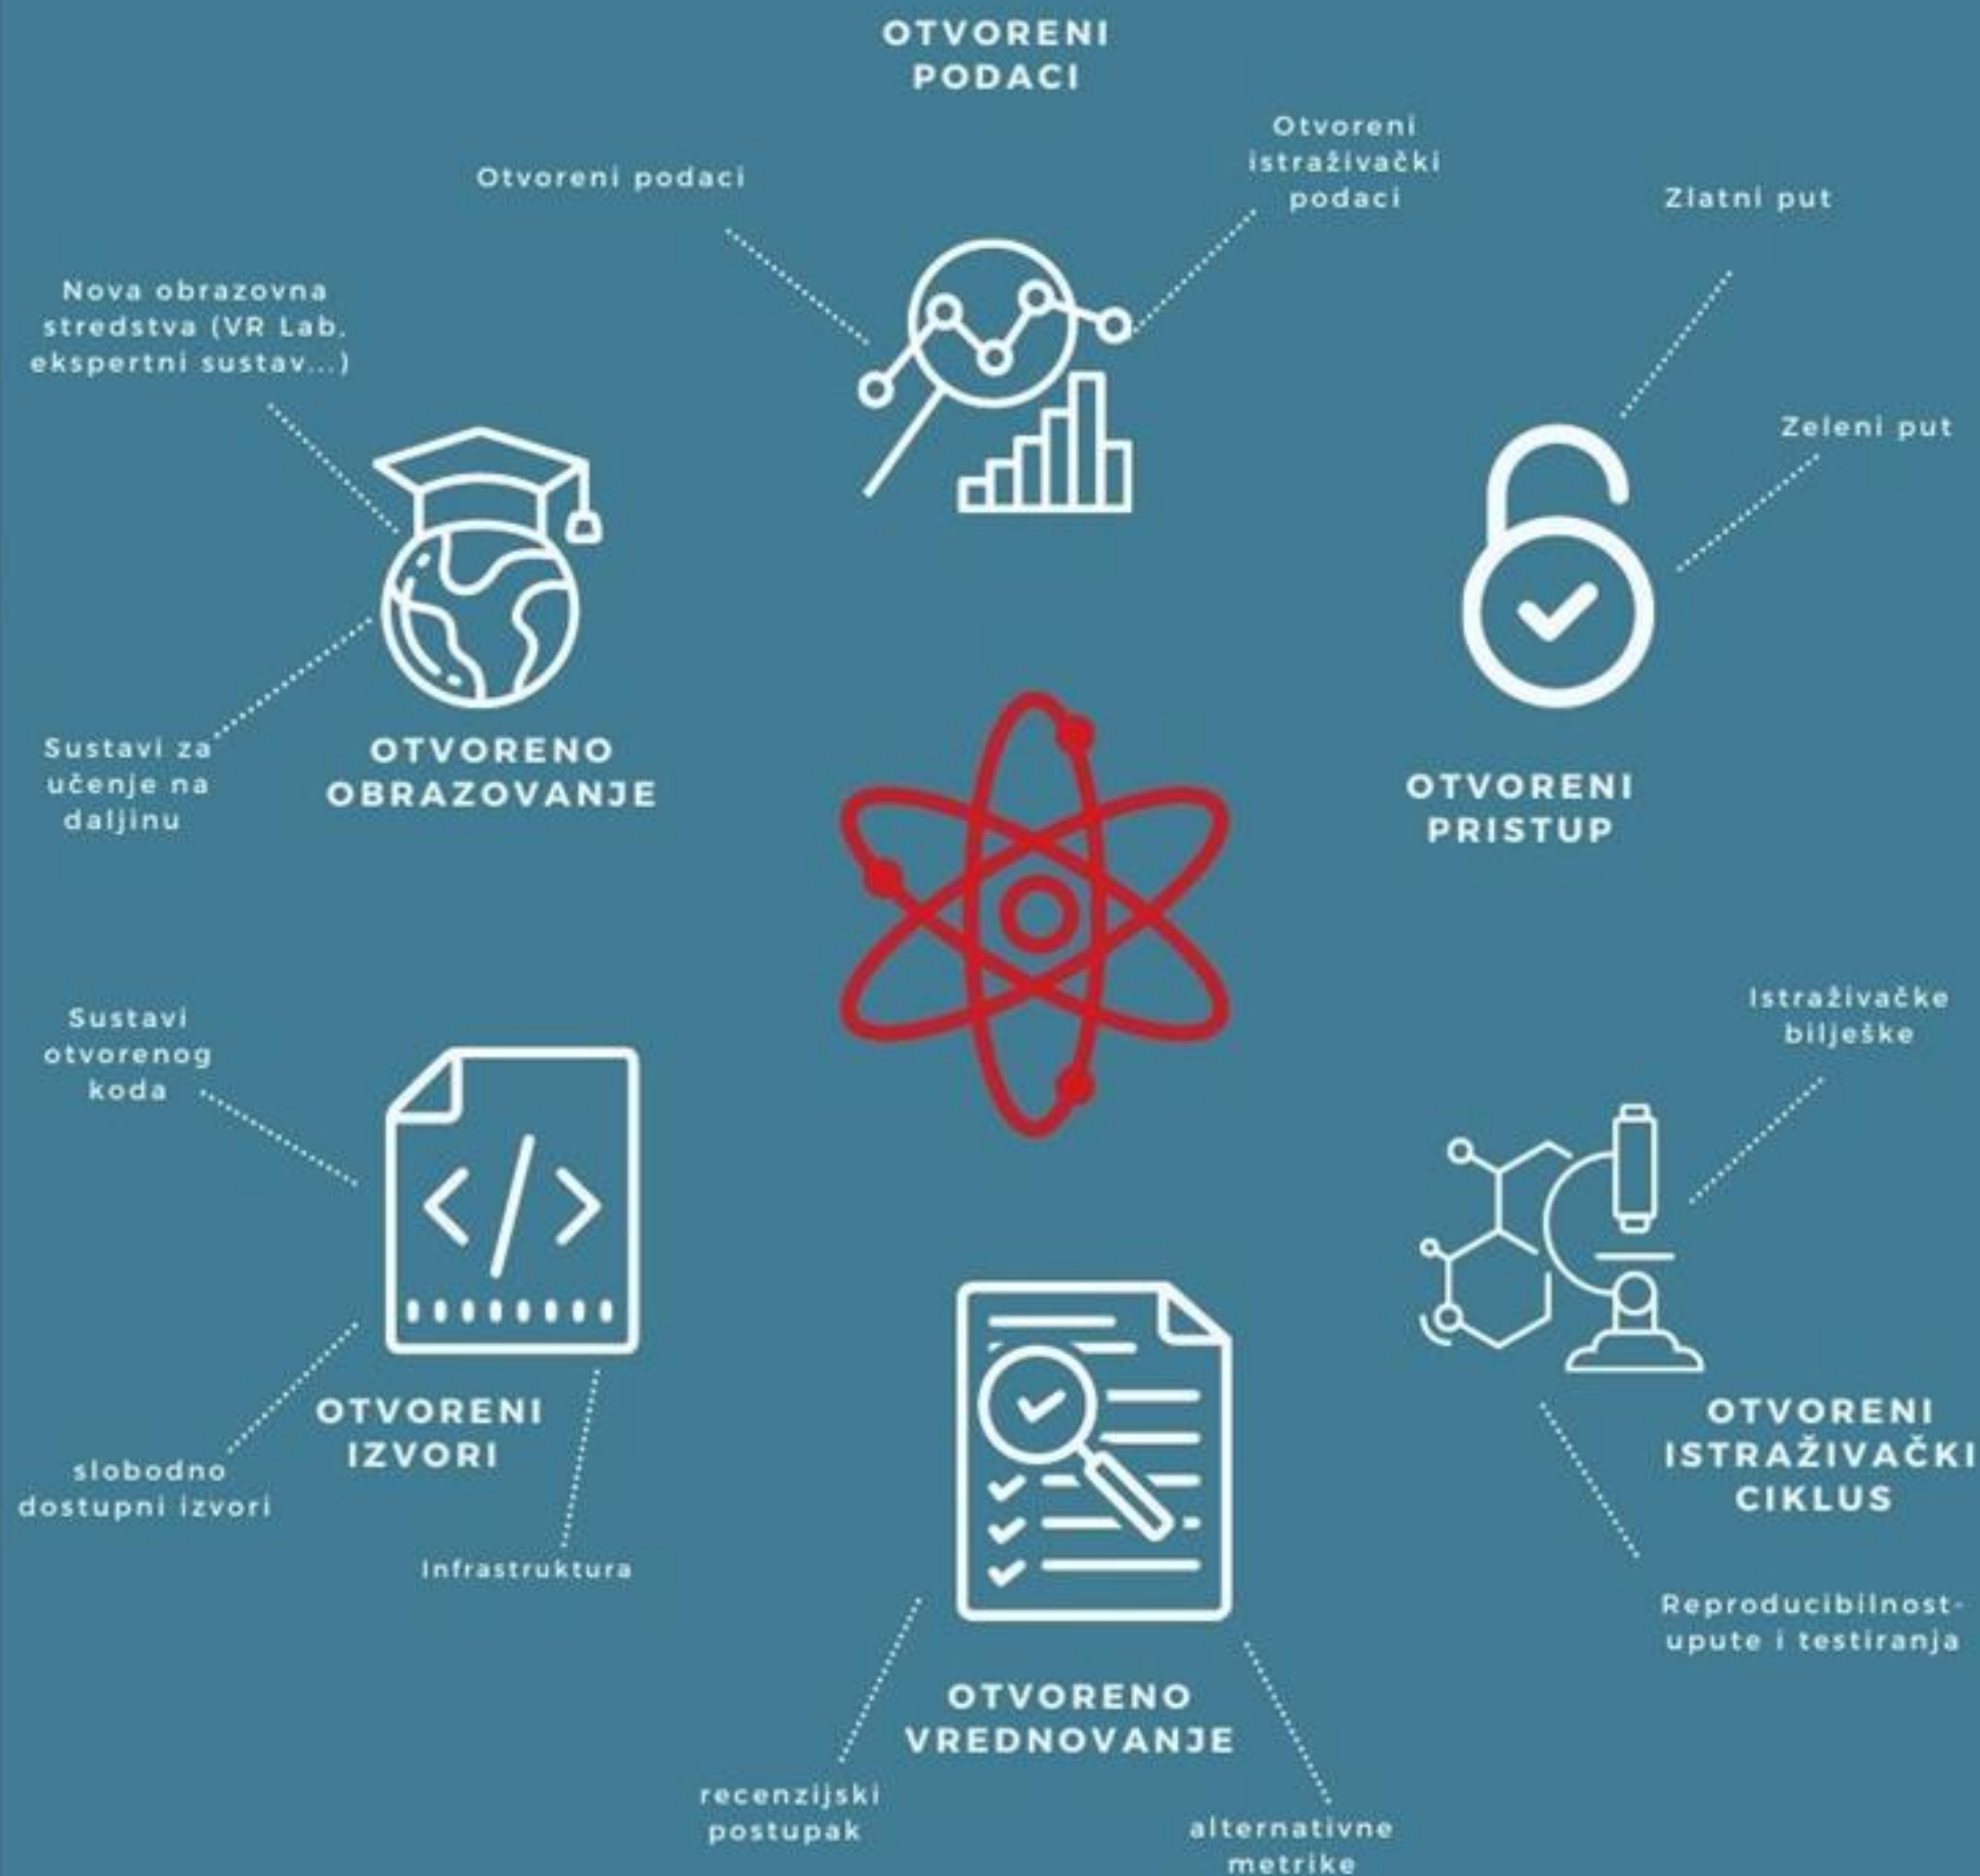 OTVORENI
PODACI
Otvoreni podaci
Otvoreni
istraživački
podaci
Zlatni put
Zeleni put
Nova obrazovna
stredstva (VR Lab,
ekspertni sustav...)
Sustavi za
učenje na
daljinu
OTVORENO
OBRAZOVANJE
OTVORENI
PRISTUP
Sustavi
otvorenog
koda
Istraživačke
bilješke
OTVORENI
IZVORI
slobodno
dostupni izvori
Infrastruktura
OTVORENI
ISTRAŽIVAČKI
CIKLUS
Reproducibilnost-
upute i testiranja
OTVORENO
VREDNOVANJE
recenzijski
postupak
alternativne
metrike